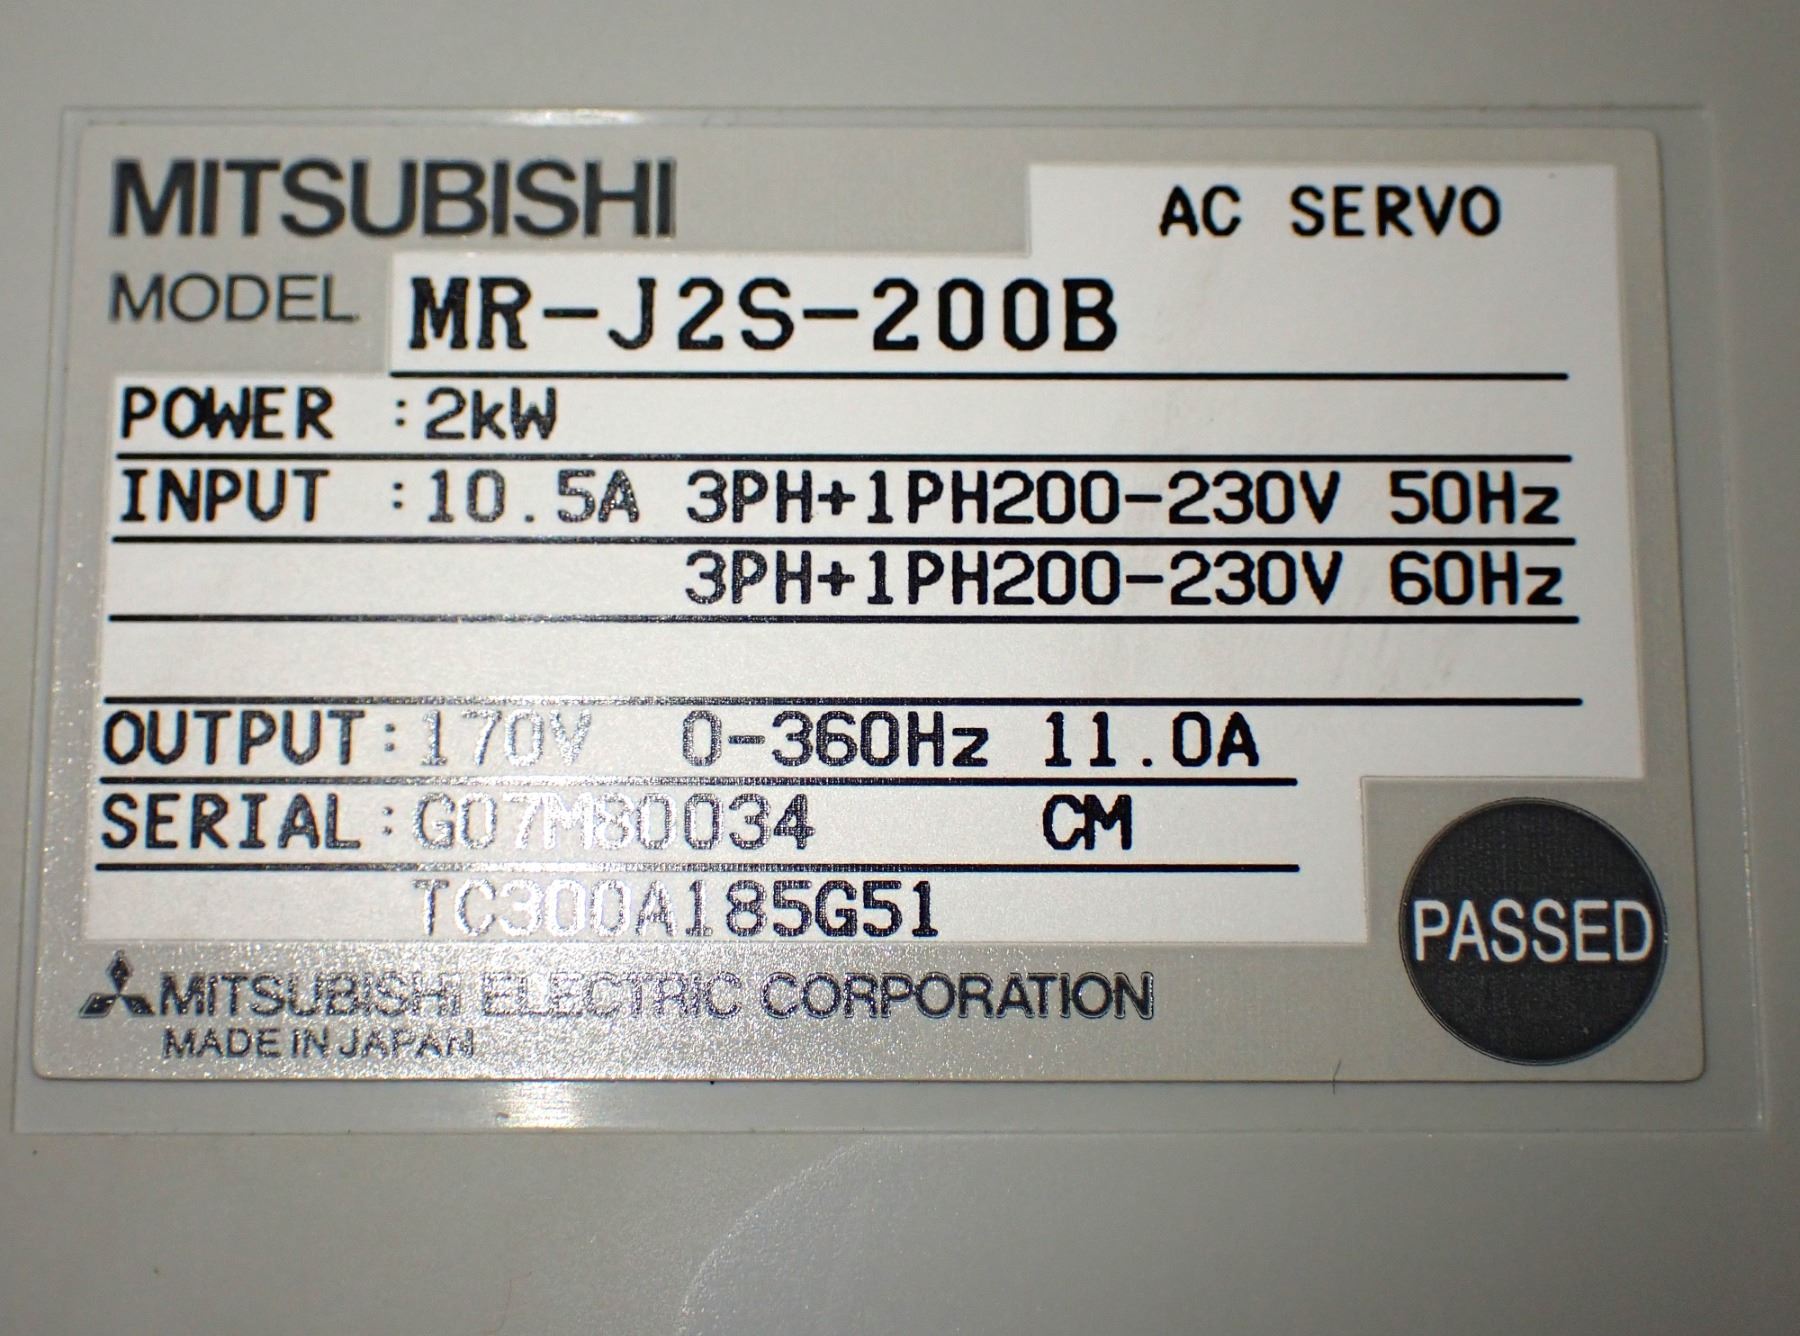 MITSUBISHI
AC SERVO
MODEL MR-J2S-200B
POWER :2kW
INPUT :10.5A 3PH+1PH200-230V 50Hz
3PH+1PH200-230V 60Hz
OUTPUT:170V 0-360Hz 11.0A
SERIAL:G07M80034 CM
TC300A185G51
PASSED
MITSUBISHI ELECTRIC CORPORATION
MADE IN JAPAN